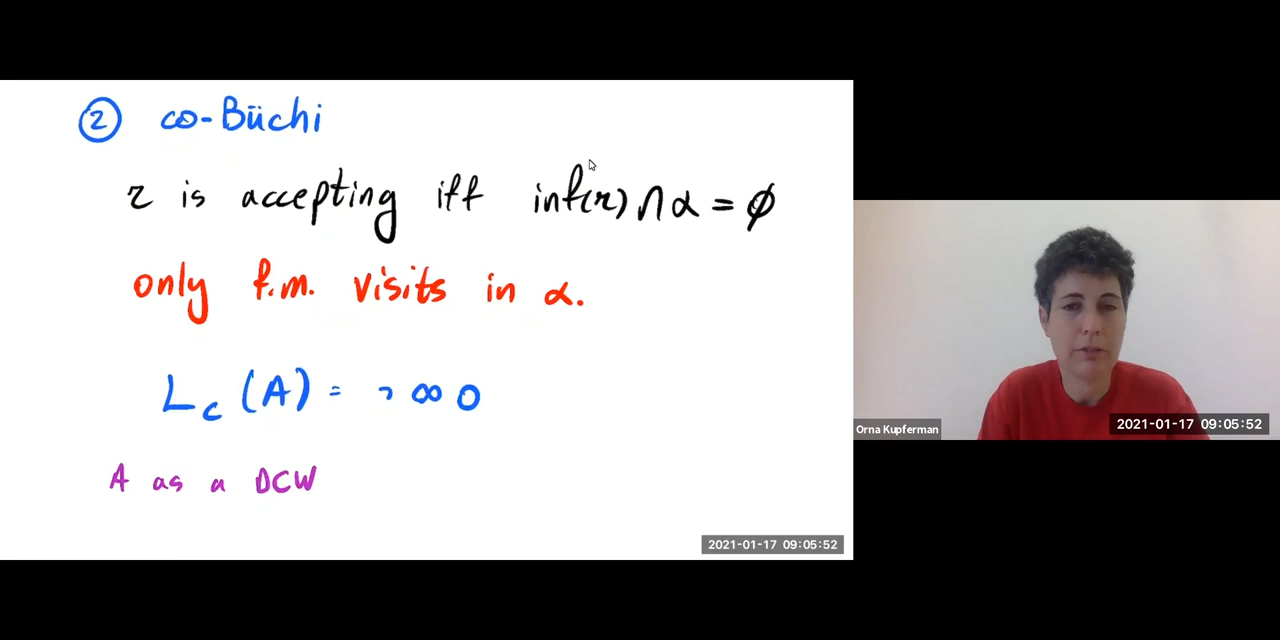 ② co-Büchi
r is accepting iff inf(r) ∩ α = ∅
only f.m. visits in α.
L_c (A) = ¬ ∞ 0
A as a DCW
Orna Kupferman
2021-01-17 09:05:52
2021-01-17 09:05:52